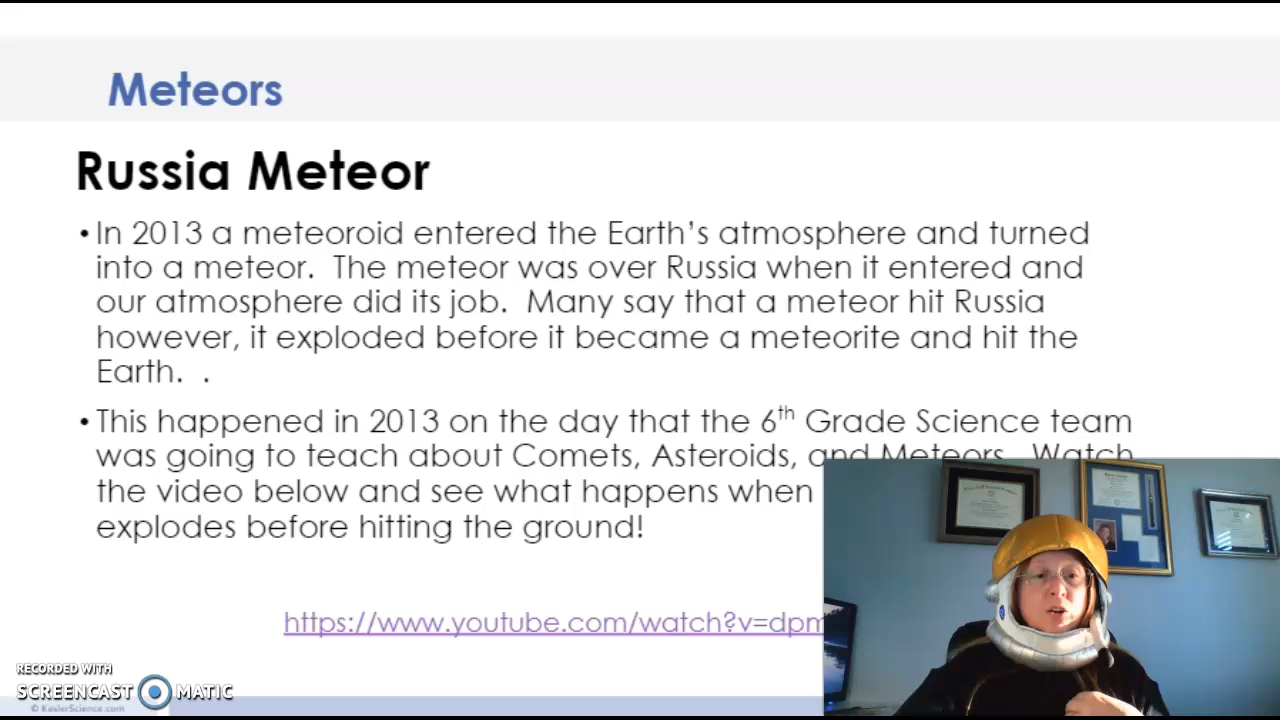 Meteors
Russia Meteor
• In 2013 a meteoroid entered the Earth's atmosphere and turned
into a meteor.  The meteor was over Russia when it entered and
our atmosphere did its job.  Many say that a meteor hit Russia
however, it exploded before it became a meteorite and hit the
Earth.  .
• This happened in 2013 on the day that the 6th Grade Science team
was going to teach about Comets, Asteroids, and Meteors.  Watch
the video below and see what happens when
explodes before hitting the ground!
https://www.youtube.com/watch?v=dpm
RECORDED WITH
SCREENCAST MATIC
© KeslerScience.com